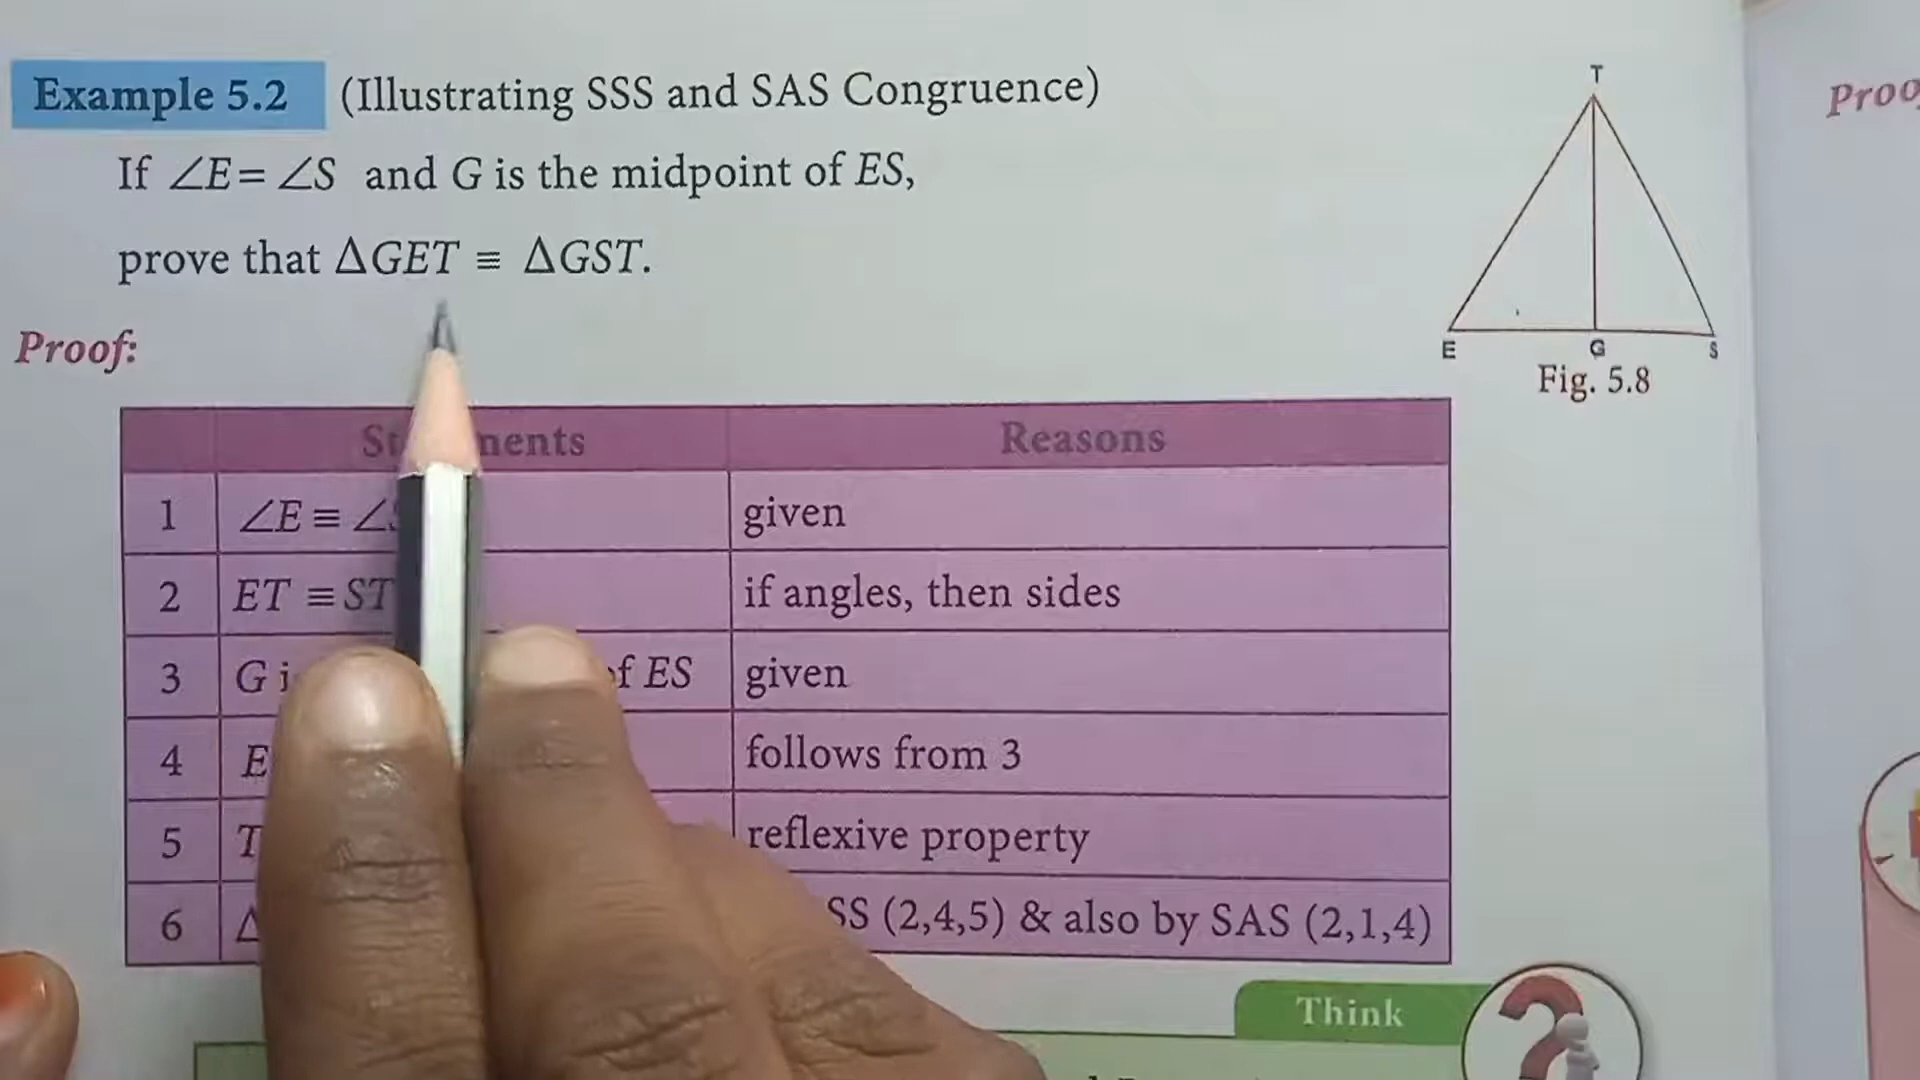 Example 5.2 (Illustrating SSS and SAS Congruence)
If ∠E= ∠S and G is the midpoint of ES,
prove that ΔGET ≡ ΔGST.
T
E G S
Fig. 5.8
Proof:
Reasons
1 ∠E ≡ given
2 ET ≡ ST if angles, then sides
3 G of ES given
4 E follows from 3
5 T reflexive property
6 Δ SS (2,4,5) & also by SAS (2,1,4)
Think